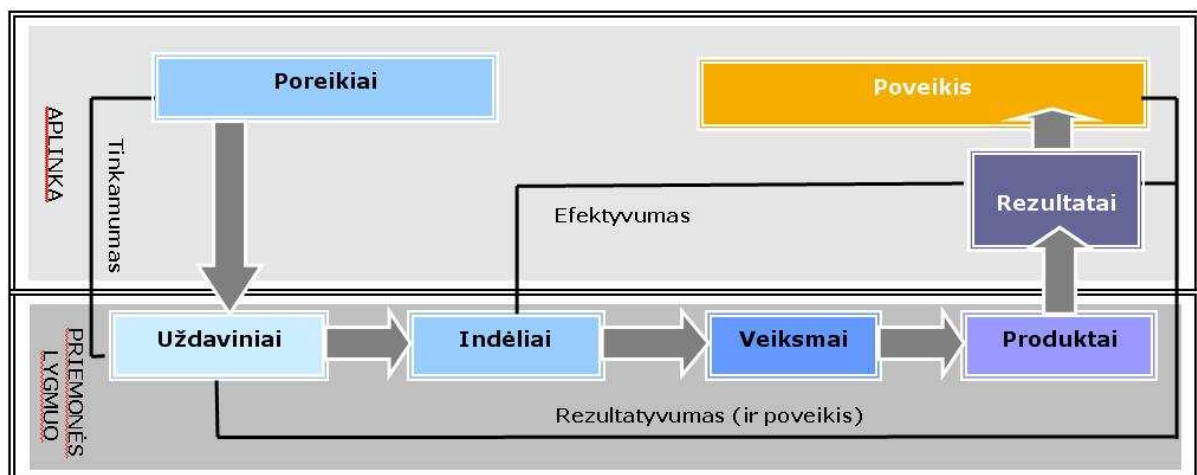 Poreikiai
Poveikis
APLINKA
Tinkamumas
Efektyvumas
Rezultatai
PRIEMONĖS
LYGMUO
Uždaviniai
Indėliai
Veiksmai
Produktai
Rezultatyvumas (ir poveikis)